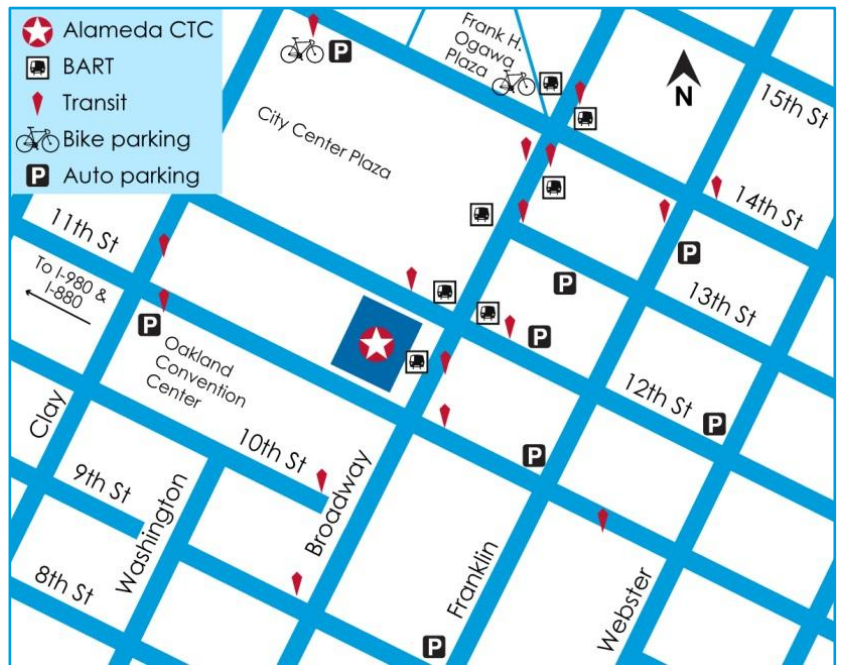 Alameda CTC
BART
Transit
Bike parking
P Auto parking
P
Frank H.
Ogawa
Plaza
N
15th St
City Center Plaza
14th St
11th St
To I-980 &
I-880
P
P
13th St
P
P
Oakland
Convention
Center
12th St
P
Clay
10th St
P
9th St
Washington
Broadway
8th St
Franklin
Webster
P